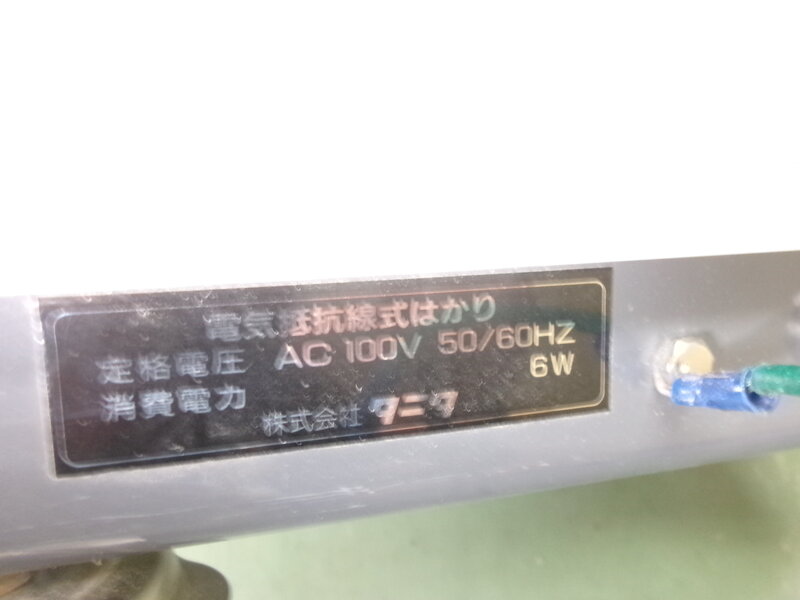 電気抵抗線式はかり
定格電圧 AC 100V 50/60HZ
消費電力 6W
株式会社 タニタ